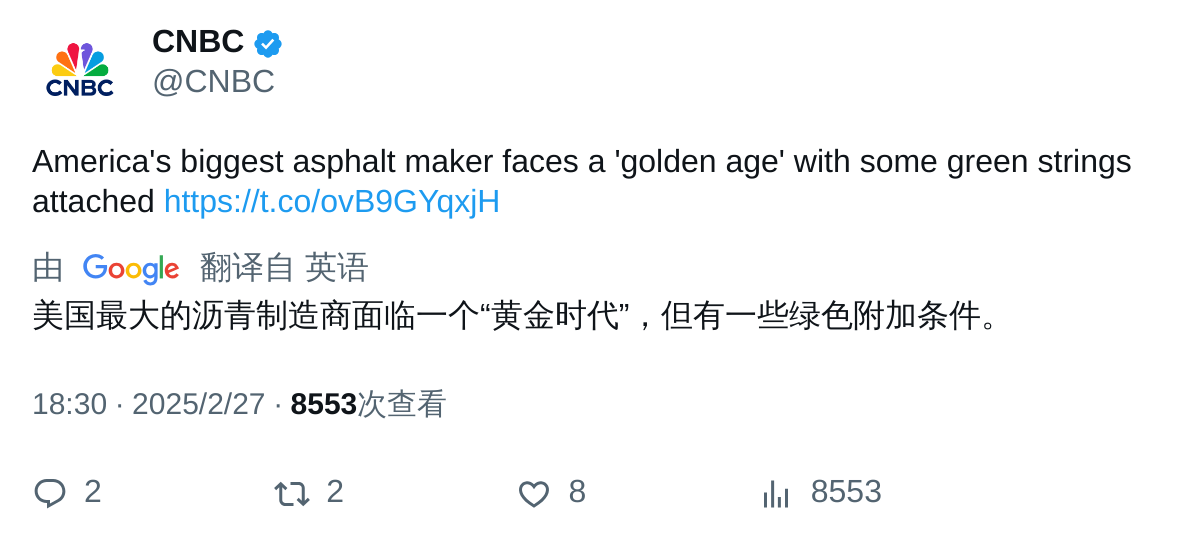 CNBC
CNBC
@CNBC
America's biggest asphalt maker faces a 'golden age' with some green strings
attached https://t.co/ovB9GYqxjH
由 Google 翻译自 英语
美国最大的沥青制造商面临一个“黄金时代”，但有一些绿色附加条件。
18:30 · 2025/2/27 · 8553次查看
2 2 8 8553